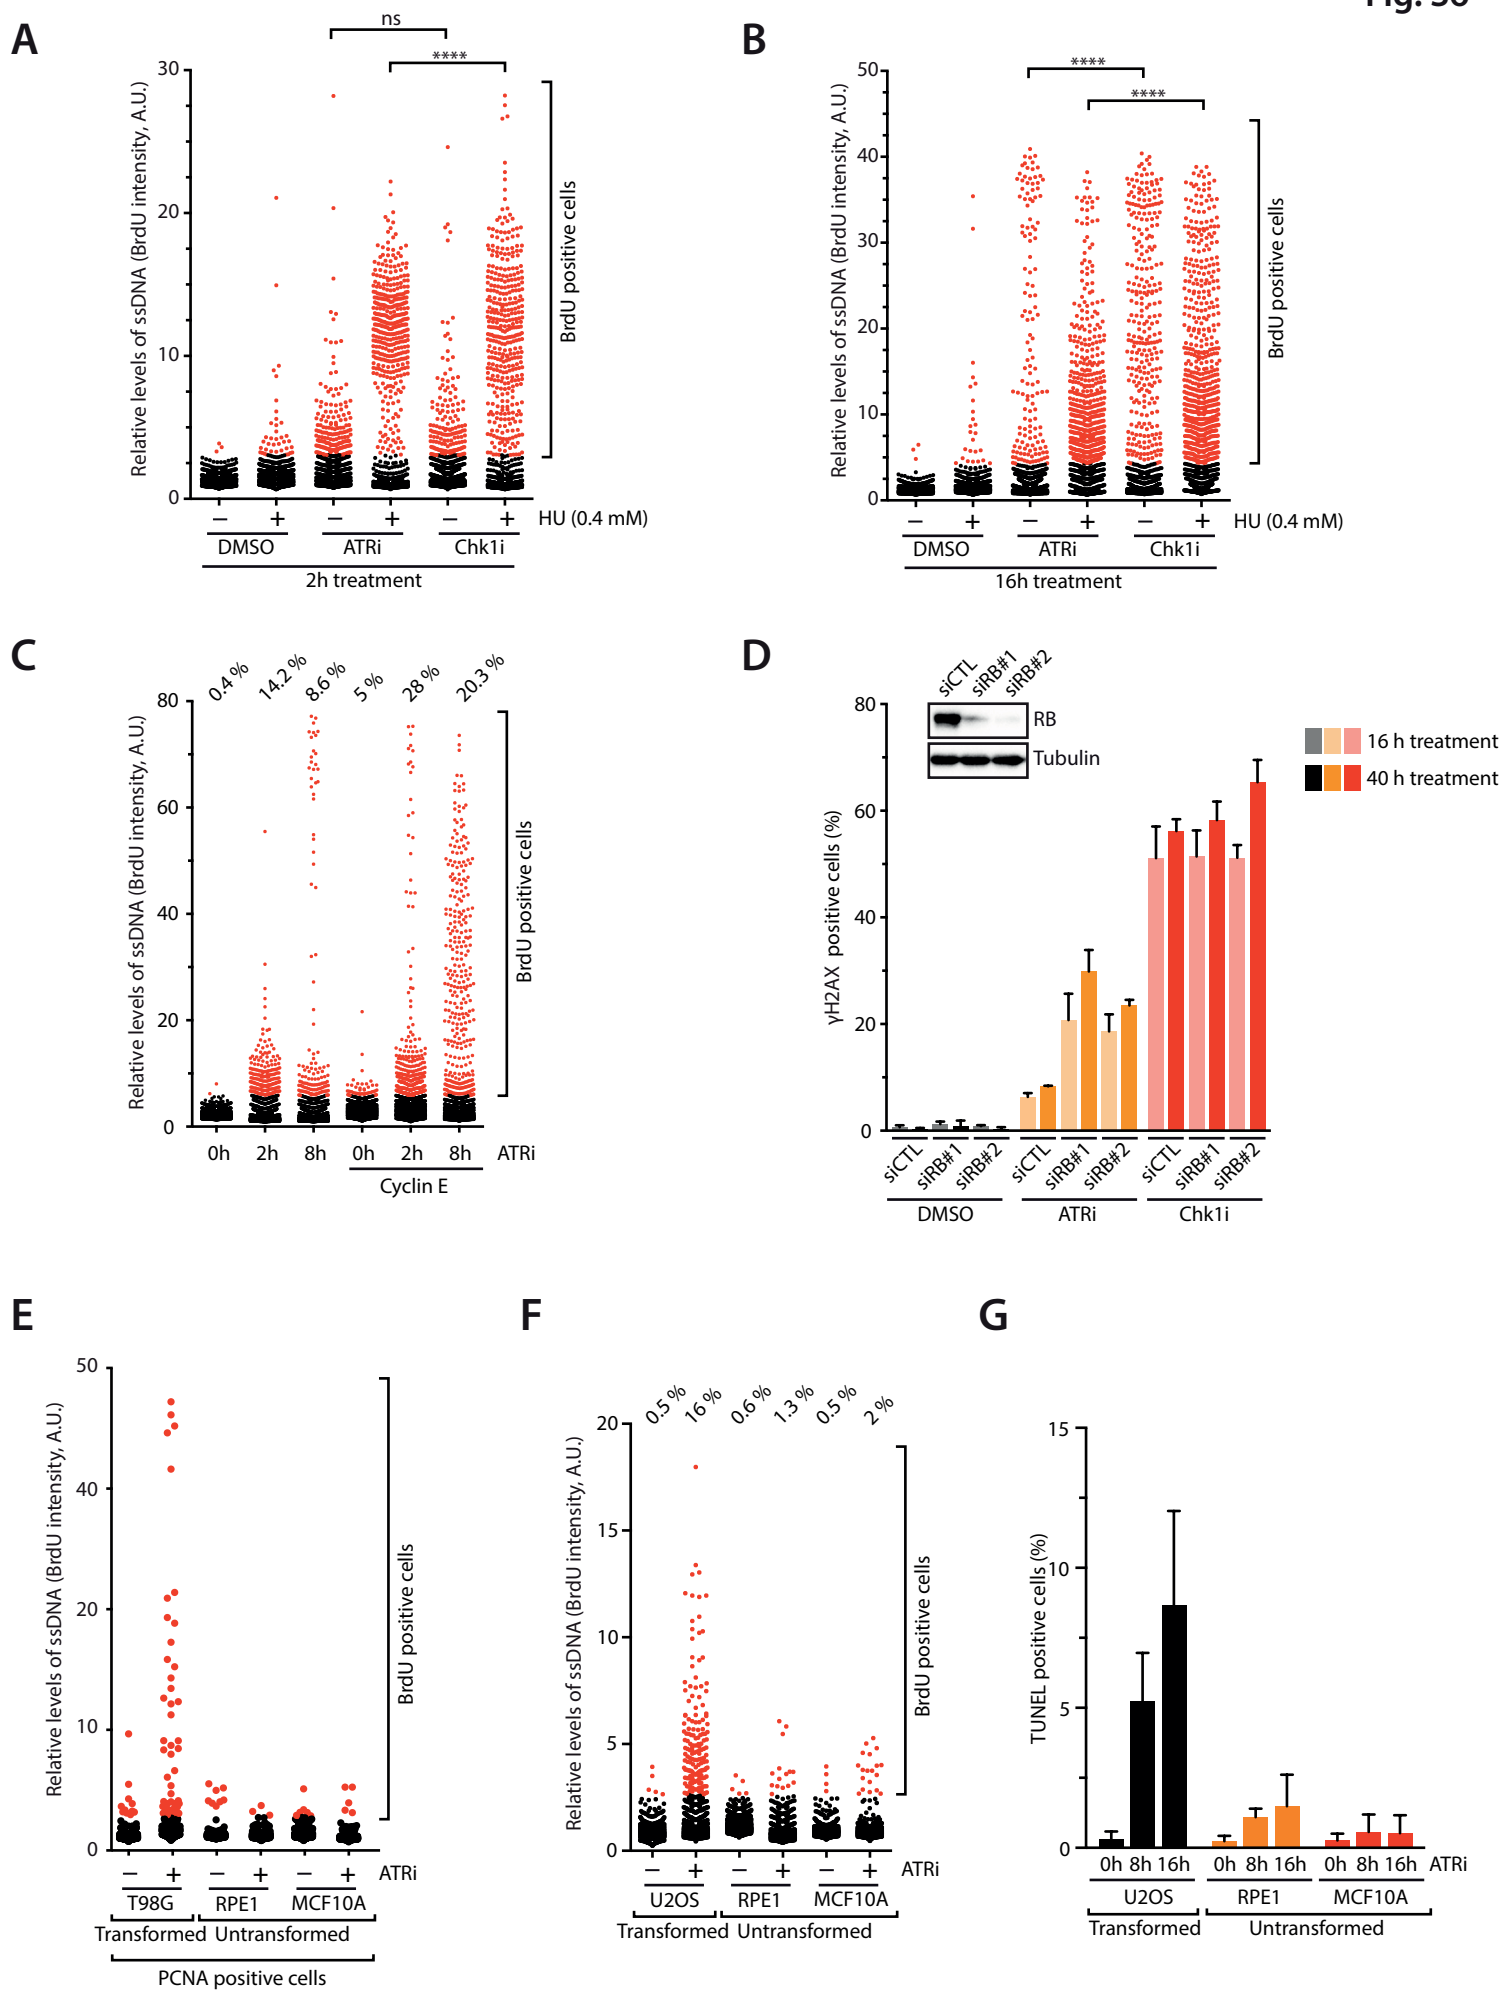 A
ns
****
30
20
10
0
Relative levels of ssDNA (BrdU intensity, A.U.)
BrdU positive cells
– + – + – + HU (0.4 mM)
DMSO ATRi Chk1i
2h treatment
B
****
****
50
40
30
20
10
0
Relative levels of ssDNA (BrdU intensity, A.U.)
BrdU positive cells
– + – + – + HU (0.4 mM)
DMSO ATRi Chk1i
16h treatment
C
0.4 % 14.2 % 8.6 % 5 % 28 % 20.3 %
80
60
40
20
0
Relative levels of ssDNA (BrdU intensity, A.U.)
BrdU positive cells
0h 2h 8h 0h 2h 8h ATRi
Cyclin E
D
siCTL siRB#1 siRB#2
RB
Tubulin
16 h treatment
40 h treatment
80
60
40
20
0
γH2AX positive cells (%)
siCTL siRB#1 siRB#2 siCTL siRB#1 siRB#2 siCTL siRB#1 siRB#2
DMSO ATRi Chk1i
E
50
40
20
10
0
Relative levels of ssDNA (BrdU intensity, A.U.)
BrdU positive cells
– + – + – + ATRi
T98G RPE1 MCF10A
Transformed Untransformed
PCNA positive cells
F
0.5 % 16 % 0.6 % 1.3 % 0.5 % 2 %
20
15
10
5
0
Relative levels of ssDNA (BrdU intensity, A.U.)
BrdU positive cells
– + – + – + ATRi
U2OS RPE1 MCF10A
Transformed Untransformed
G
15
10
5
0
TUNEL positive cells (%)
0h 8h 16h 0h 8h 16h 0h 8h 16h ATRi
U2OS RPE1 MCF10A
Transformed Untransformed